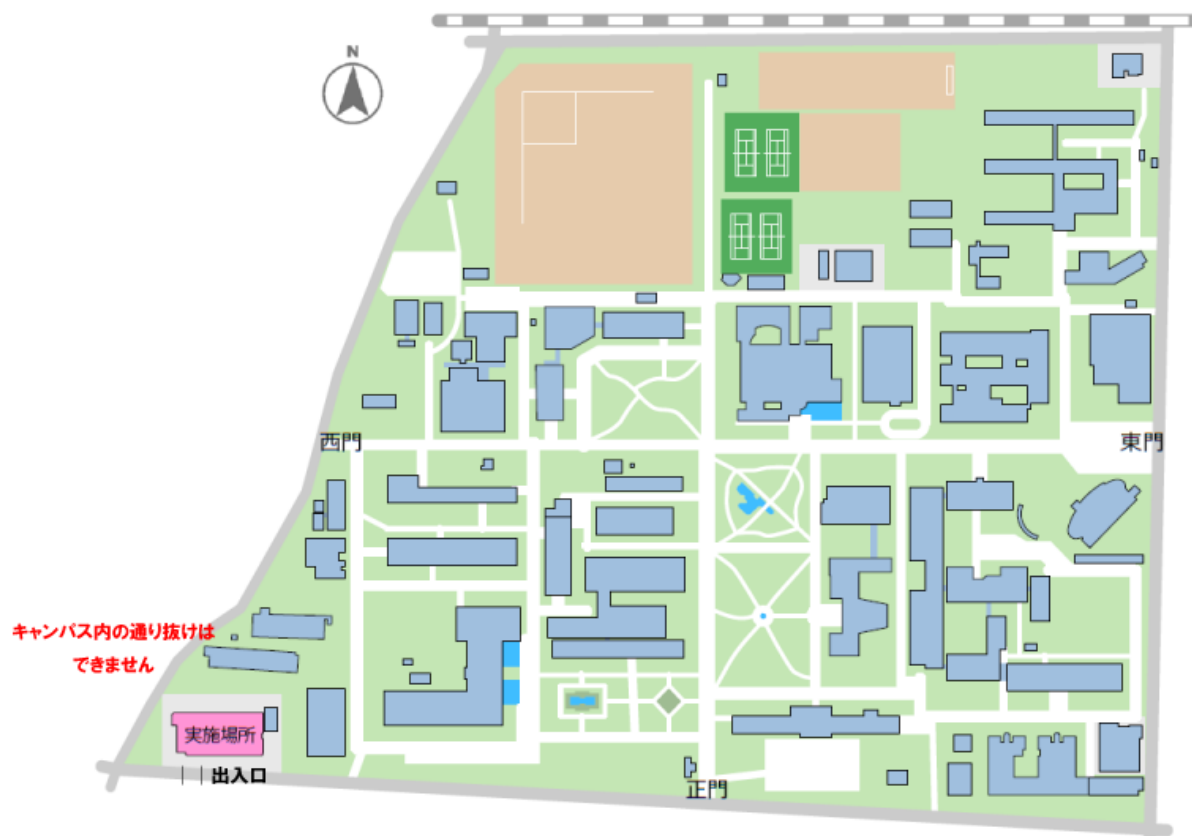 N
西門
東門
キャンパス内の通り抜けは
できません
実施場所
出入口
正門